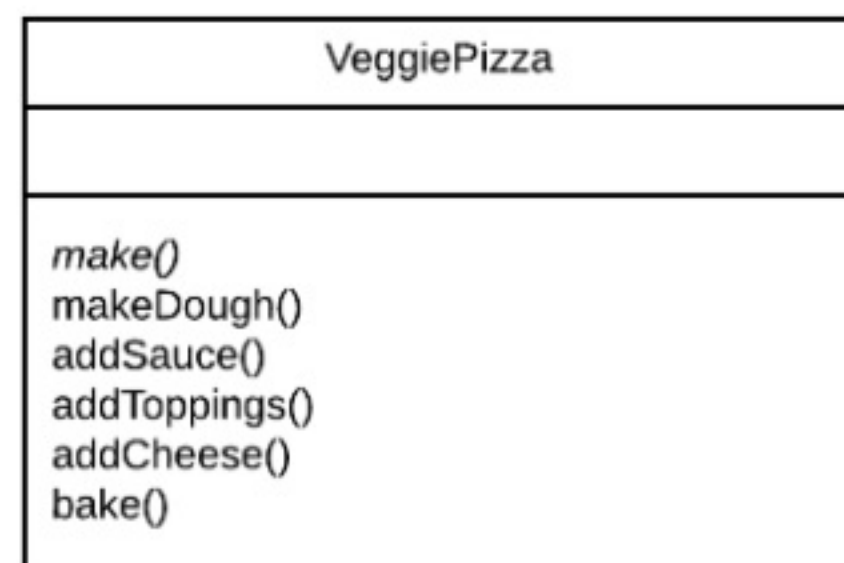 VeggiePizza
make()
makeDough()
addSauce()
addToppings()
addCheese()
bake()